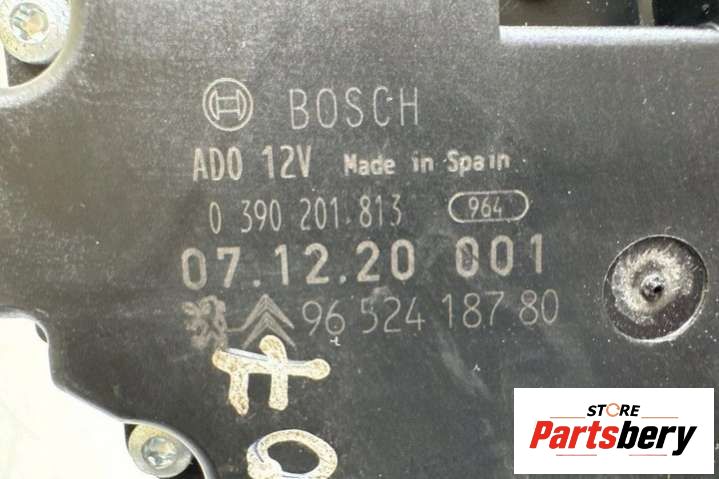 BOSCH
AD0 12V Made in Spain
0 390 201 813 964
07.12.20 001
96 524 187 80
STORE
Partsbery